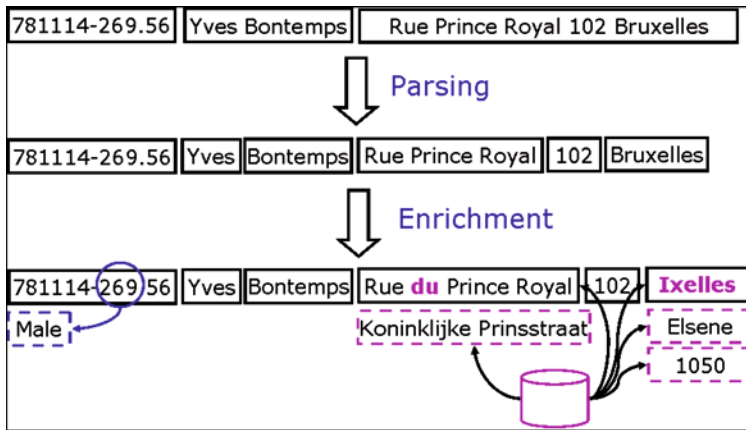 781114-269.56 Yves Bontemps Rue Prince Royal 102 Bruxelles
Parsing
781114-269.56 Yves Bontemps Rue Prince Royal 102 Bruxelles
Enrichment
781114-269.56 Yves Bontemps Rue du Prince Royal 102 Ixelles
Male Koninklijke Prinsstraat Elsene
1050